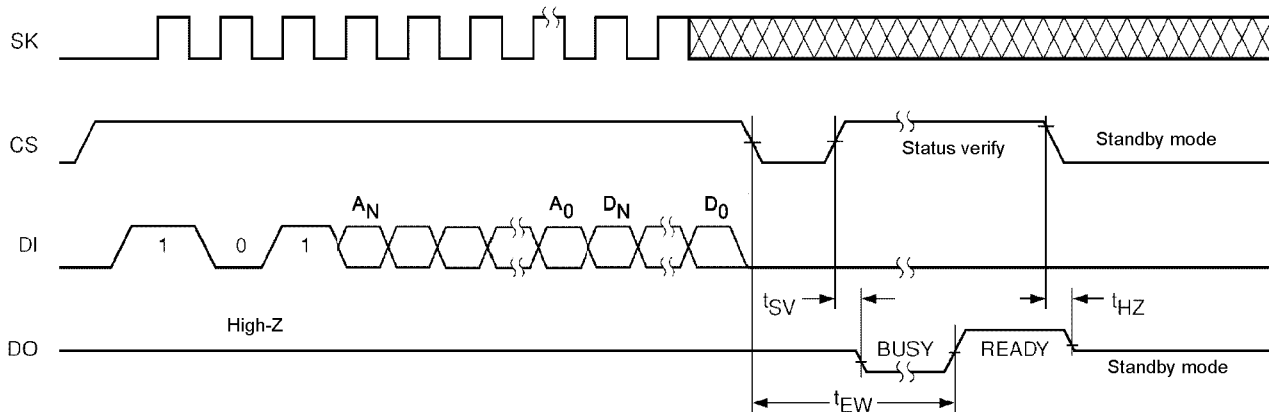 SK
CS
Status verify
Standby mode
A_N A_0 D_N D_0
DI
1 0 1
t_SV
t_HZ
High-Z
DO
BUSY
READY
Standby mode
t_EW